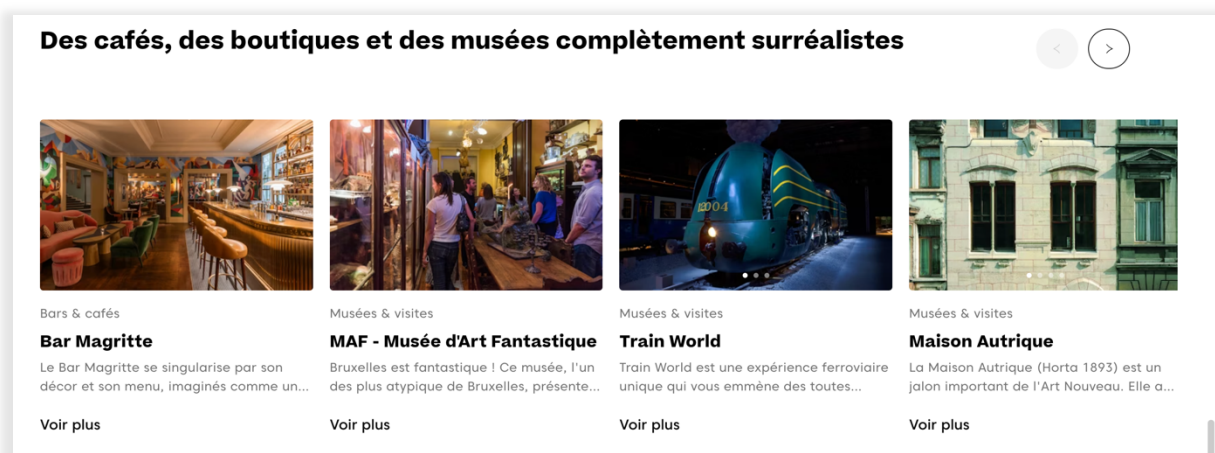 Des cafés, des boutiques et des musées complètement surréalistes
< >
12004
Bars & cafés
Bar Magritte
Le Bar Magritte se singularise par son
décor et son menu, imaginés comme un...
Voir plus
Musées & visites
MAF - Musée d'Art Fantastique
Bruxelles est fantastique ! Ce musée, l'un
des plus atypique de Bruxelles, présente...
Voir plus
Musées & visites
Train World
Train World est une expérience ferroviaire
unique qui vous emmène des toutes...
Voir plus
Musées & visites
Maison Autrique
La Maison Autrique (Horta 1893) est un
jalon important de l'Art Nouveau. Elle a...
Voir plus